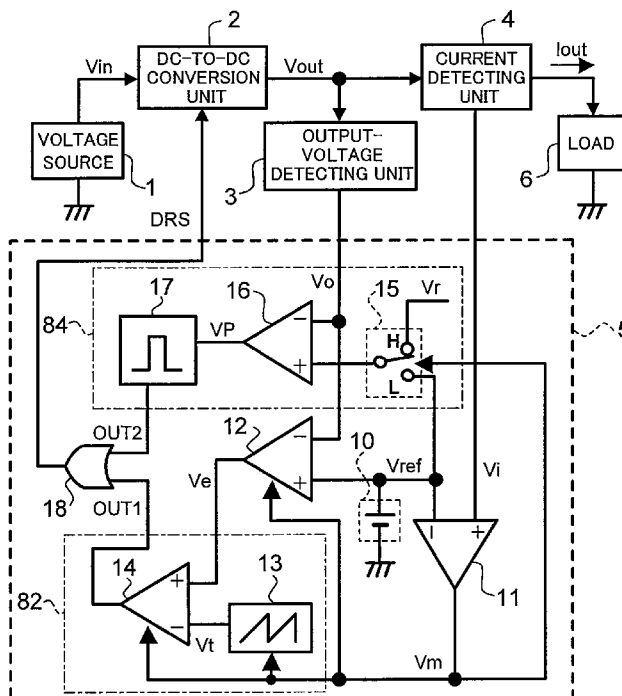 2
4
Vin
DC-TO-DC
CONVERSION
UNIT
Vout
CURRENT
DETECTING
UNIT
Iout
VOLTAGE
SOURCE
1
OUTPUT-
VOLTAGE
DETECTING UNIT
3
LOAD
6
DRS
Vo
17
16
15
Vr
84
VP
−
+
H
L
5
OUT2
12
−
+
10
Vref
Vi
18
OUT1
Ve
− +
11
82
14
+
−
13
Vt
Vm